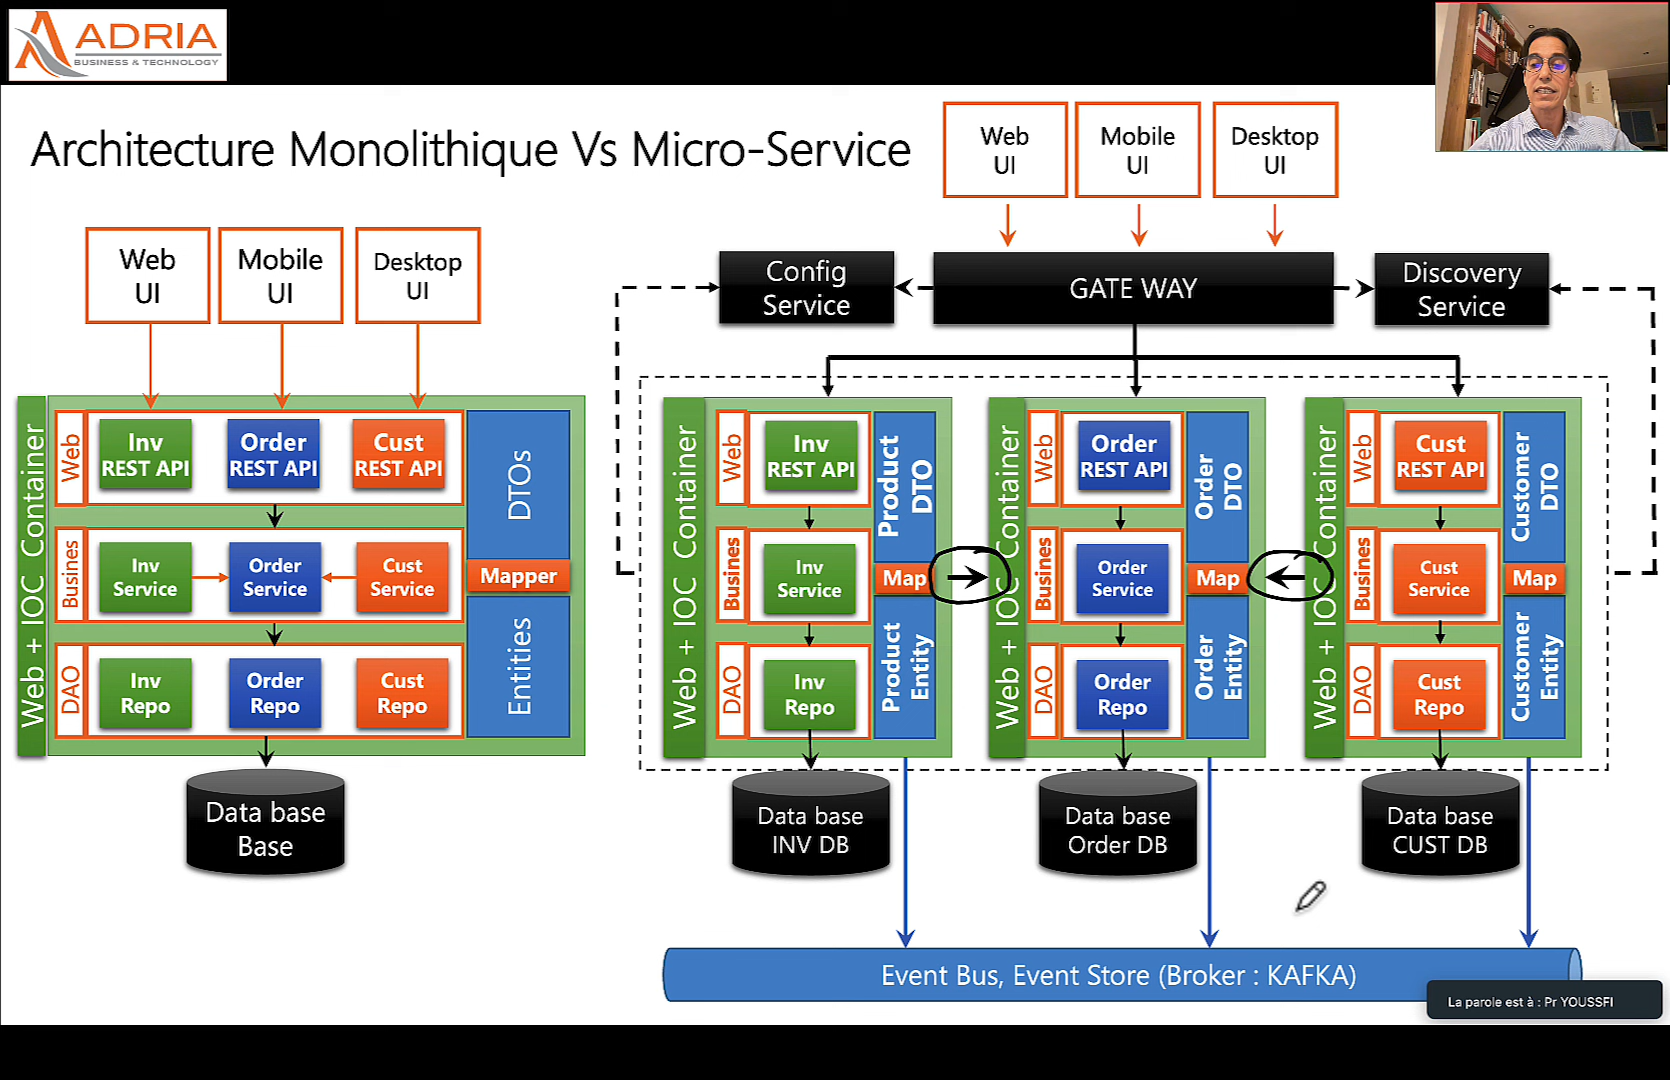 ADRIA
BUSINESS & TECHNOLOGY
Architecture Monolithique Vs Micro-Service
Web
UI
Mobile
UI
Desktop
UI
Web
UI
Mobile
UI
Desktop
UI
Config
Service
GATE WAY
Discovery
Service
Web + IOC Container
Web
Inv
REST API
Order
REST API
Cust
REST API
DTOs
Busines
Inv
Service
Order
Service
Cust
Service
Mapper
DAO
Inv
Repo
Order
Repo
Cust
Repo
Entities
Data base
Base
Web + IOC Container
Web
Inv
REST API
Product
DTO
Busines
Inv
Service
Map
DAO
Inv
Repo
Product
Entity
Data base
INV DB
Web + IOC Container
Web
Order
REST API
Order
DTO
Busines
Order
Service
Map
DAO
Order
Repo
Order
Entity
Data base
Order DB
Web + IOC Container
Web
Cust
REST API
Customer
DTO
Busines
Cust
Service
Map
DAO
Cust
Repo
Customer
Entity
Data base
CUST DB
Event Bus, Event Store (Broker : KAFKA)
La parole est à : Pr YOUSSFI